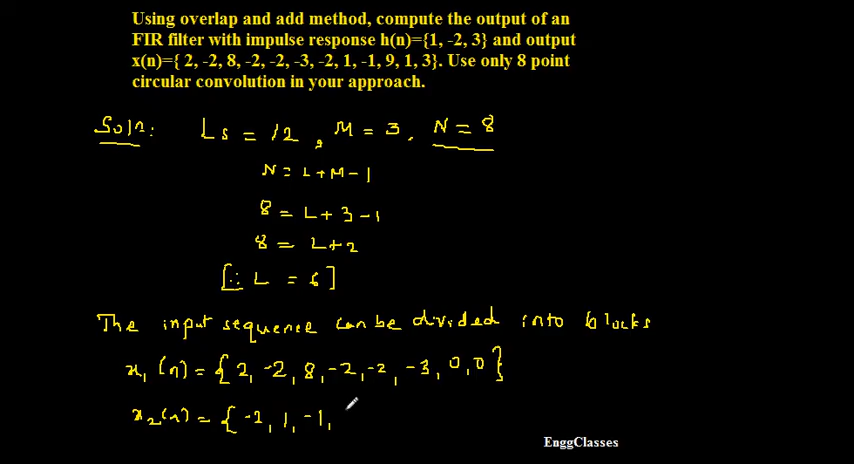 Using overlap and add method, compute the output of an
FIR filter with impulse response h(n)={1, -2, 3} and output
x(n)={ 2, -2, 8, -2, -2, -3, -2, 1, -1, 9, 1, 3}. Use only 8 point
circular convolution in your approach.
Soln: Ls = 12, M = 3, N = 8
N = L + M - 1
8 = L + 3 - 1
8 = L + 2
[∴ L = 6]
The input sequence can be divided into blocks
x1(n) = { 2, -2, 8, -2, -2, -3, 0, 0 }
x2(n) = { -2, 1, -1,
EnggClasses